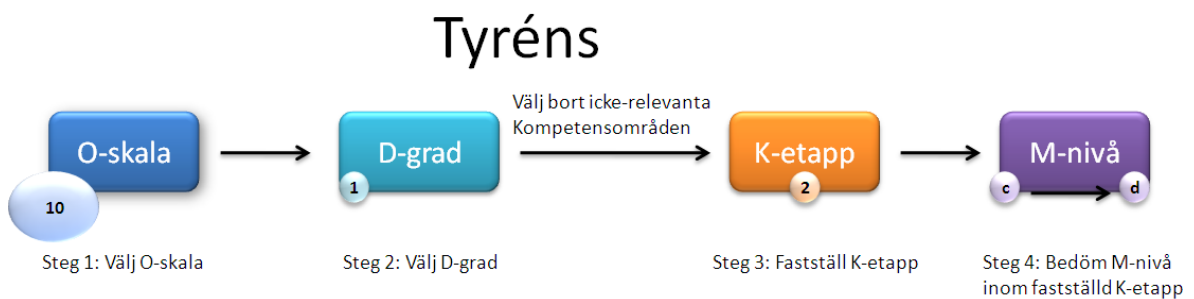 Tyréns
Välj bort icke-relevanta
Kompetensområden
O-skala
D-grad
K-etapp
M-nivå
10
1
2
c
d
Steg 1: Välj O-skala
Steg 2: Välj D-grad
Steg 3: Fastställ K-etapp
Steg 4: Bedöm M-nivå
inom fastställd K-etapp